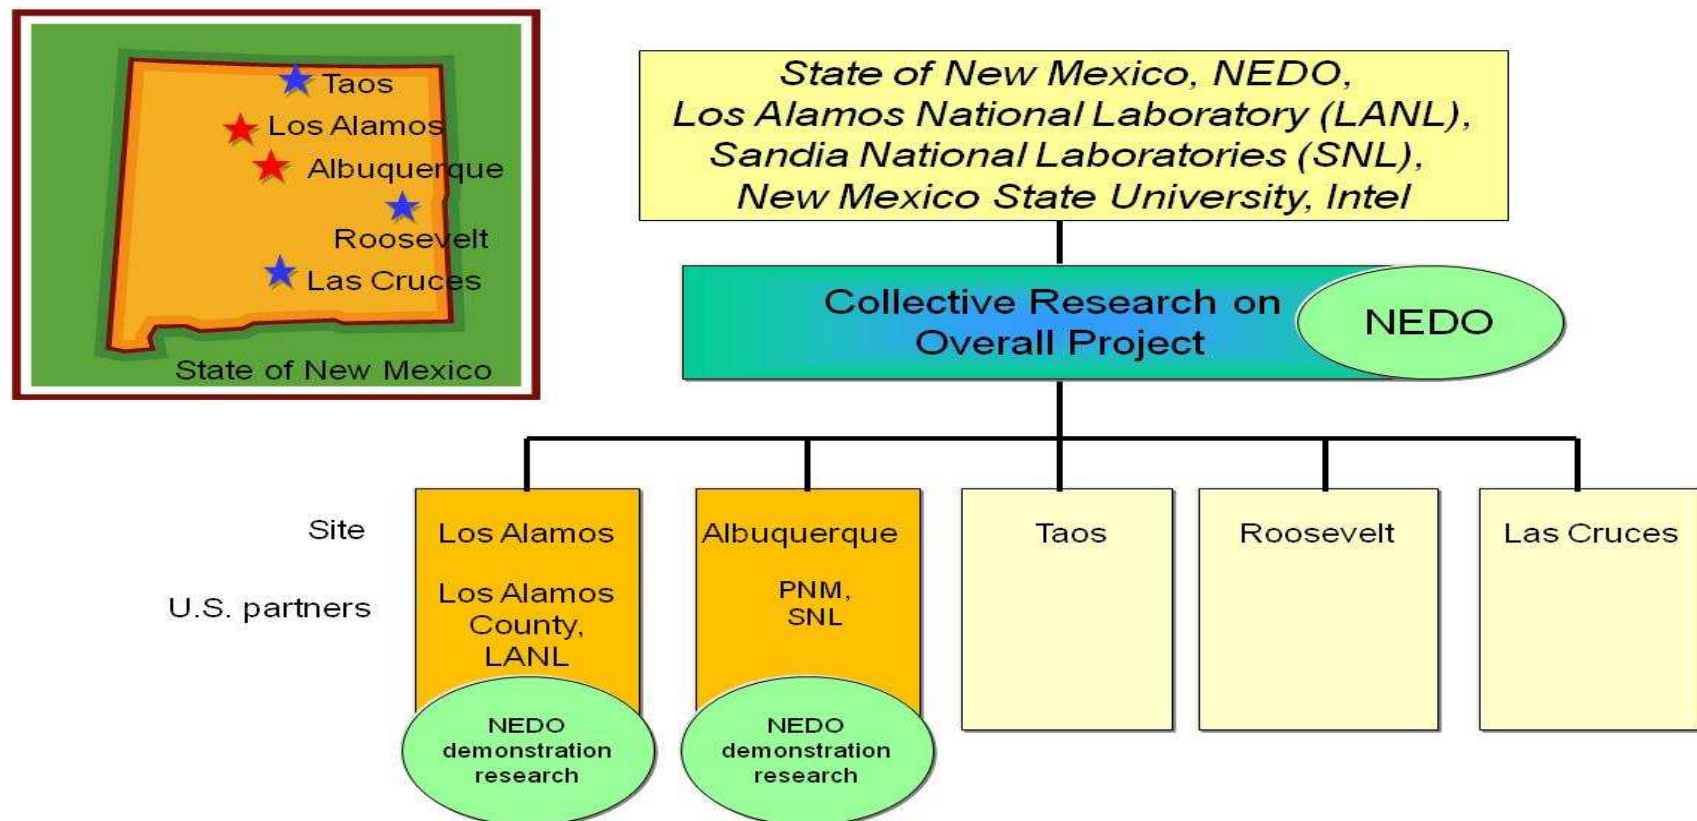 Taos
Los Alamos
Albuquerque
Roosevelt
Las Cruces
State of New Mexico
State of New Mexico, NEDO,
Los Alamos National Laboratory (LANL),
Sandia National Laboratories (SNL),
New Mexico State University, Intel
Collective Research on
Overall Project
NEDO
Site
Los Alamos
Albuquerque
Taos
Roosevelt
Las Cruces
U.S. partners
Los Alamos
County,
LANL
PNM,
SNL
NEDO
demonstration
research
NEDO
demonstration
research